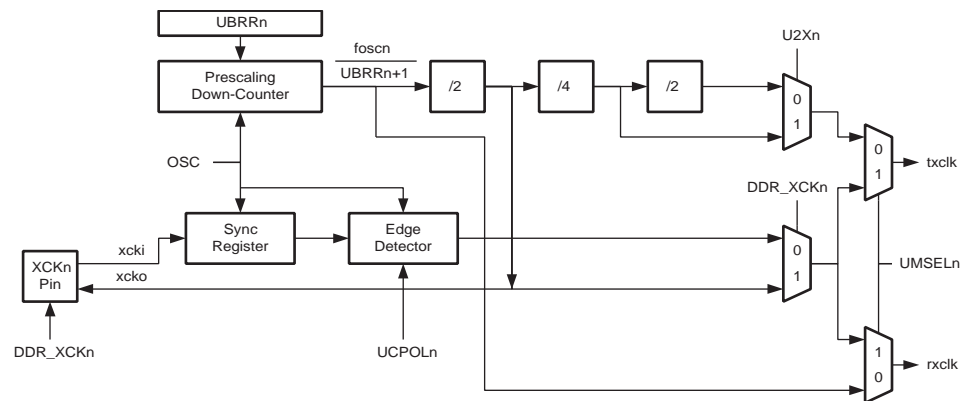 UBRRn
U2Xn
foscn
Prescaling
Down-Counter
UBRRn+1
/2
/4
/2
0
1
OSC
0
1
txclk
DDR_XCKn
Sync
Register
Edge
Detector
xcki
0
1
XCKn
Pin
xcko
UMSELn
DDR_XCKn
UCPOLn
1
0
rxclk